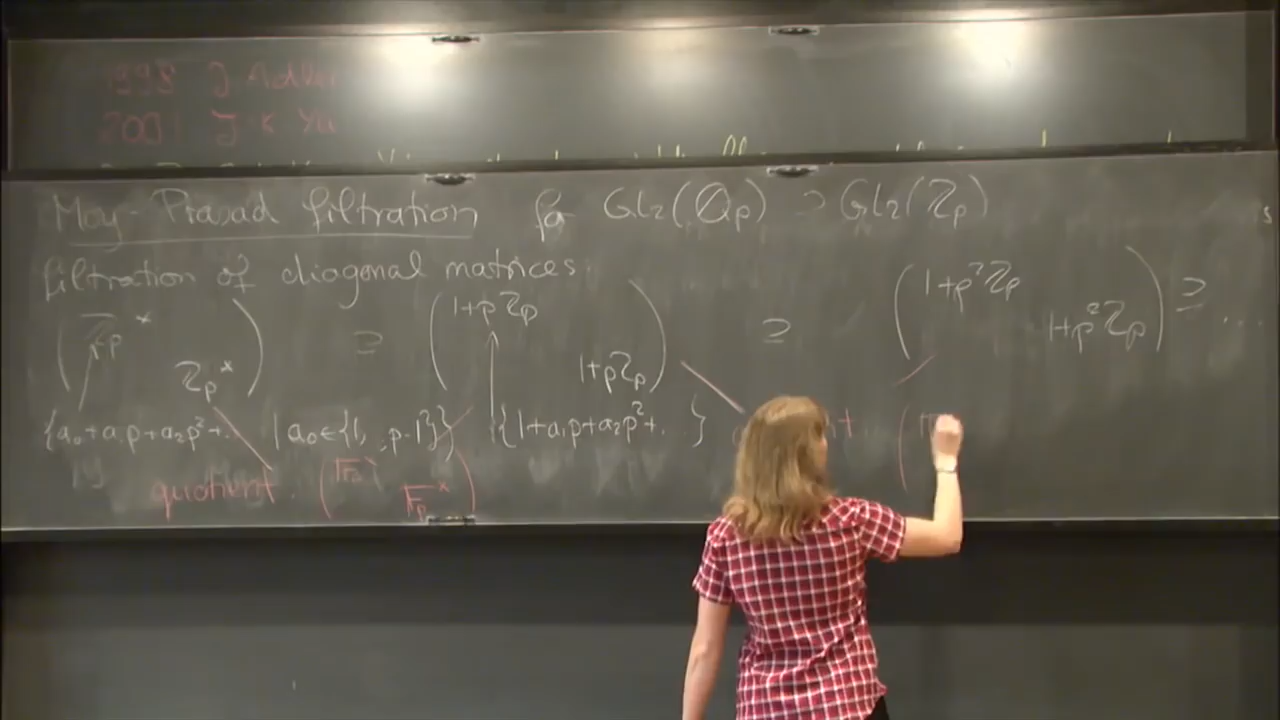 1998 J Adler
2001 J-K Yu
Moy-Prasad filtration for GL₂(ℚp) ⊃ GL₂(ℤp)
filtration of diagonal matrices:
( ℤp* ) ⊇ ( 1+pℤp ) ⊇ ( 1+p²ℤp ) ⊇ ...
ℤp* 1+pℤp 1+p²ℤp
{a₀+a₁p+a₂p²+.. | a₀∈{1, ,p-1}} {1+a₁p+a₂p²+...}
quotient: ( 𝔽p* 𝔽p* )